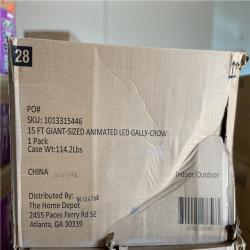 28
PO#
SKU: 1013315446
15 FT GIANT-SIZED ANIMATED LED GALLY-CROW
1 Pack
Case Wt:114.2Lbs
CHINA
Indoor/Outdoor
Distributed By:
The Home Depot
2455 Paces Ferry Rd SE
Atlanta, GA 30339